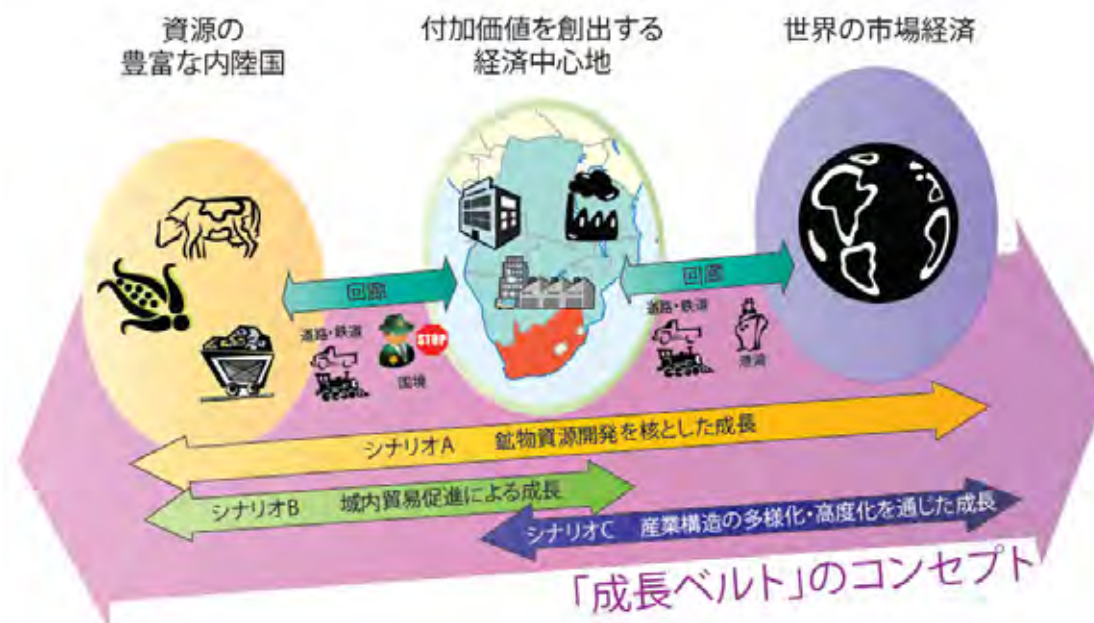 資源の
豊富な内陸国
付加価値を創出する
経済中心地
世界の市場経済
回廊
回廊
道路・鉄道
STOP
国境
道路・鉄道
港湾
シナリオA 鉱物資源開発を核とした成長
シナリオB 域内貿易促進による成長
シナリオC 産業構造の多様化・高度化を通じた成長
「成長ベルト」のコンセプト